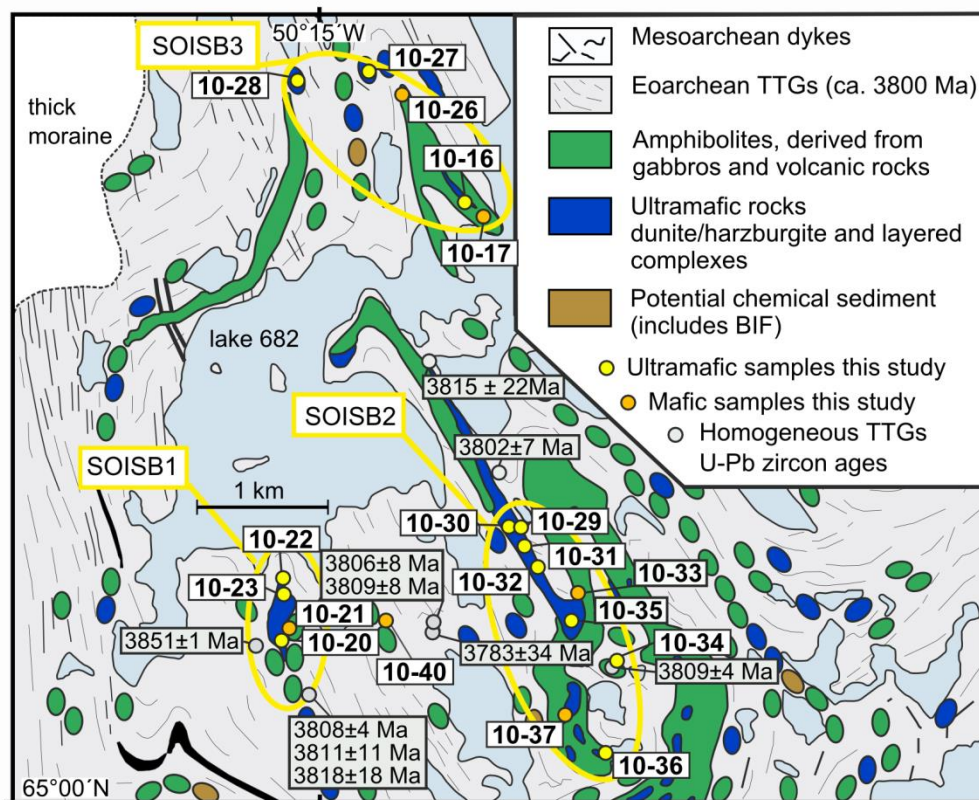 SOISB3
50°15´W
10-27
10-28
thick
moraine
10-26
10-16
10-17
Mesoarchean dykes
Eoarchean TTGs (ca. 3800 Ma)
Amphibolites, derived from
gabbros and volcanic rocks
Ultramafic rocks
dunite/harzburgite and layered
complexes
Potential chemical sediment
(includes BIF)
Ultramafic samples this study
Mafic samples this study
Homogeneous TTGs
U-Pb zircon ages
lake 682
3815 ± 22Ma
SOISB2
3802±7 Ma
SOISB1
1 km
10-30
10-29
10-22
10-31
3806±8 Ma
3809±8 Ma
10-32
10-33
10-23
10-21
10-35
3851±1 Ma
10-20
3783±34 Ma
10-34
10-40
3809±4 Ma
3808±4 Ma
3811±11 Ma
3818±18 Ma
10-37
10-36
65°00´N